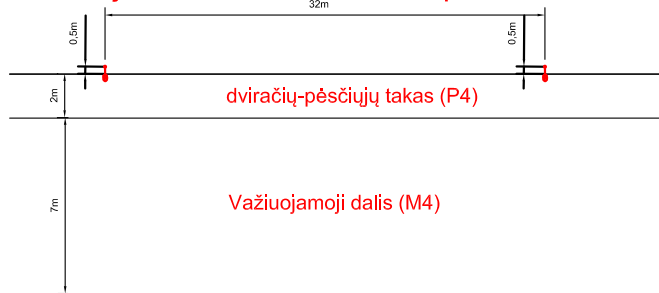 32m
0,5m
0,5m
2m
dviračių-pėsčiųjų takas (P4)
7m
Važiuojamoji dalis (M4)